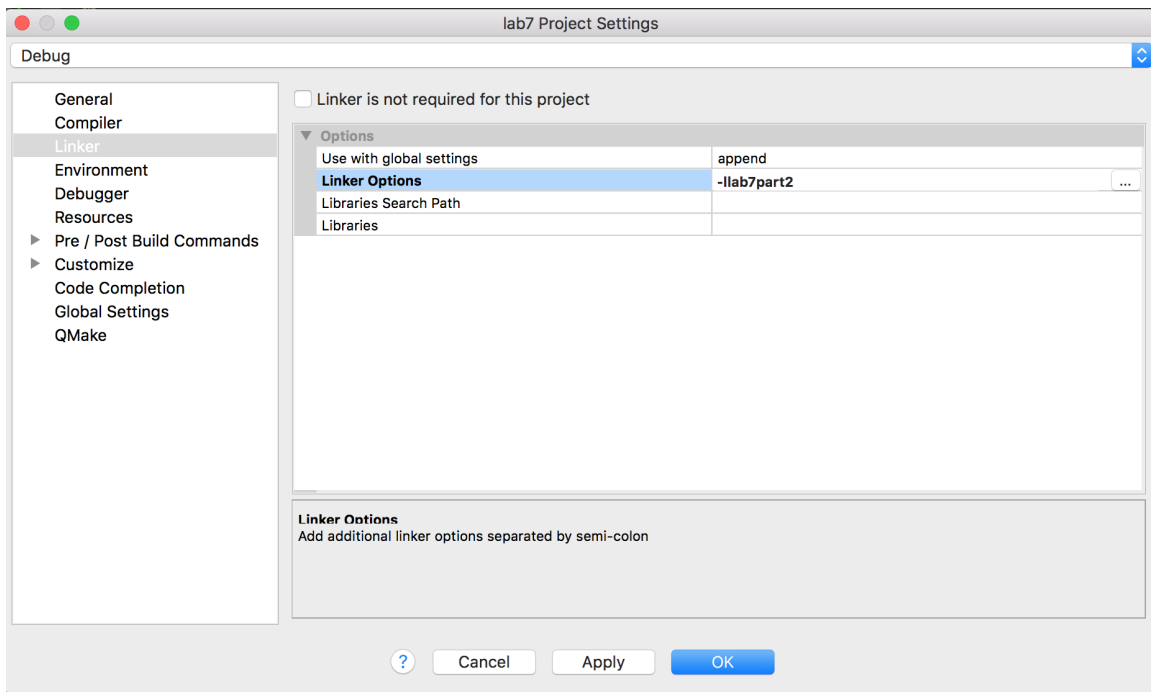 lab7 Project Settings
Debug
General
Compiler
Linker
Environment
Debugger
Resources
Pre / Post Build Commands
Customize
Code Completion
Global Settings
QMake
Linker is not required for this project
Options
Use with global settings append
Linker Options -llab7part2 ...
Libraries Search Path
Libraries
Linker Options
Add additional linker options separated by semi-colon
? Cancel Apply OK